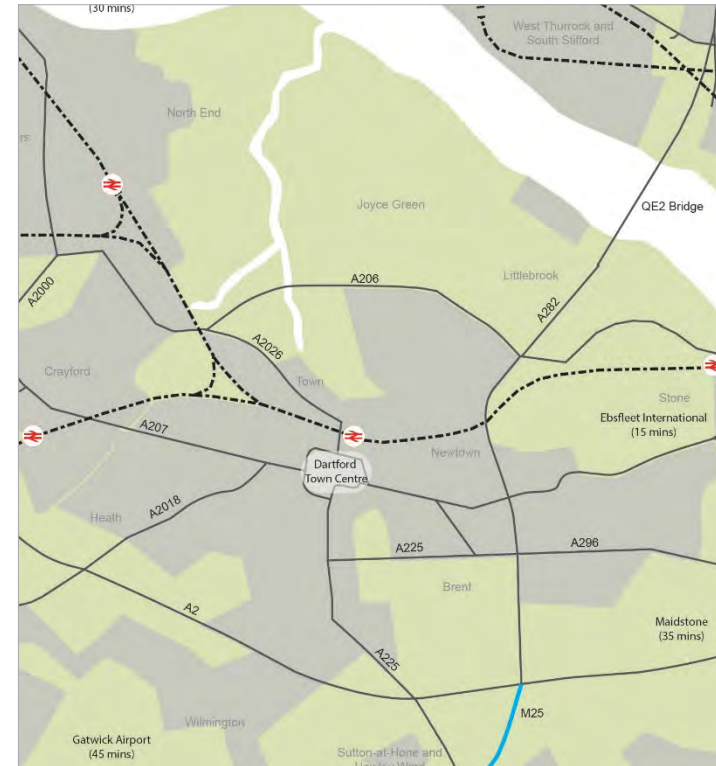 (30 mins)
West Thurrock and
South Stifford
North End
rs
QE2 Bridge
Joyce Green
Littlebrook
A2000
A206
A282
A2026
Crayford
Town
Stone
Ebsfleet International
(15 mins)
A207
Newtown
Dartford
Town Centre
A2018
Heath
A225
A296
Brent
A2
Maidstone
(35 mins)
A225
M25
Wilmington
Gatwick Airport
(45 mins)
Sutton-at-Hone and